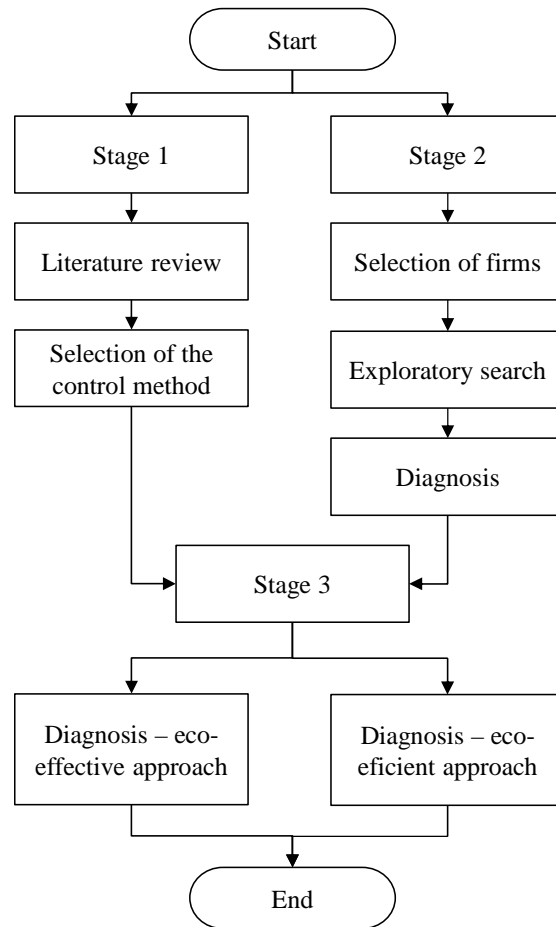 Start
Stage 1
Stage 2
Literature review
Selection of firms
Selection of the
control method
Exploratory search
Diagnosis
Stage 3
Diagnosis – eco-
effective approach
Diagnosis – eco-
eficient approach
End